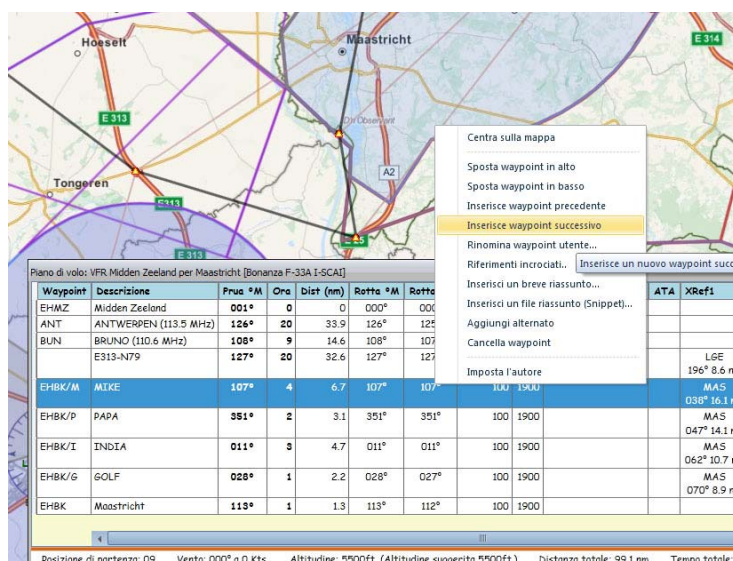 Hoeselt
Maastricht
E 314
E 313
D'n Observant
A2
Tongeren
E313
E 313
Centra sulla mappa
Sposta waypoint in alto
Sposta waypoint in basso
Inserisce waypoint precedente
Inserisce waypoint successivo
Rinomina waypoint utente...
Riferimenti incrociati..
Inserisce un nuovo waypoint succ
Inserisci un breve riassunto...
Inserisci un file riassunto (Snippet)...
Aggiungi alternato
Cancella waypoint
Imposta l'autore
Piano di volo: VFR Midden Zeeland per Maastricht [Bonanza F-33A I-SCAI]
Waypoint Descrizione Prua °M Ora Dist (nm) Rotta °M Rotta ATA XRef1
EHMZ Midden Zeeland 001° 0 0 000° 000
ANT ANTWERPEN (113.5 MHz) 126° 20 33.9 126° 125
BUN BRUNO (110.6 MHz) 108° 9 14.6 108° 107
E313-N79 127° 20 32.6 127° 127 LGE
196° 8.6 n
EHBK/M MIKE 107° 4 6.7 107° 107° 100 1900 MAS
038° 16.1 n
EHBK/P PAPA 351° 2 3.1 351° 351° 100 1900 MAS
047° 14.1 n
EHBK/I INDIA 011° 3 4.7 011° 011° 100 1900 MAS
062° 10.7 n
EHBK/G GOLF 028° 1 2.2 028° 027° 100 1900 MAS
070° 8.9 n
EHBK Maastricht 113° 1 1.3 113° 112° 100 1900
Posizione di partenza: 09 Vento: 000° a 0 Kts Altitudine: 5500ft (Altitudine suggerita 5500ft ) Distanza totale: 99.1 nm Tempo totale: